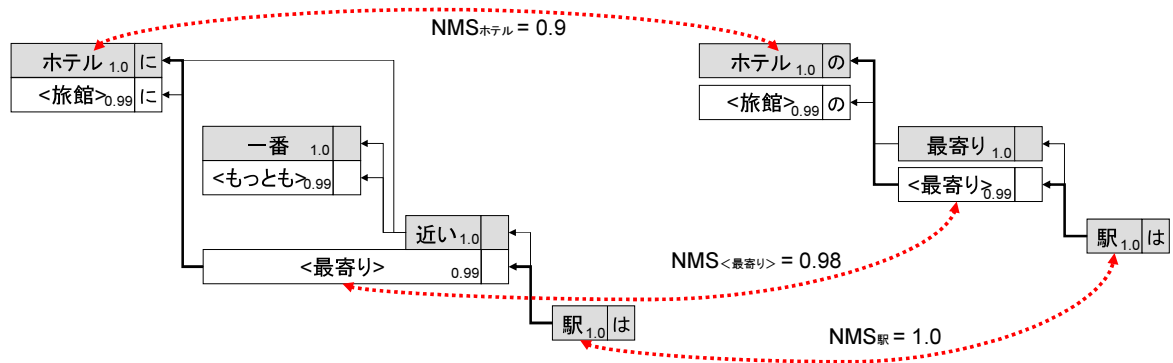 NMSホテル = 0.9
ホテル 1.0 に
<旅館> 0.99 に
ホテル 1.0 の
<旅館> 0.99 の
一番 1.0
<もっとも> 0.99
最寄り 1.0
<最寄り> 0.99
近い 1.0
<最寄り> 0.99
駅 1.0 は
NMS<最寄り> = 0.98
駅 1.0 は
NMS駅 = 1.0